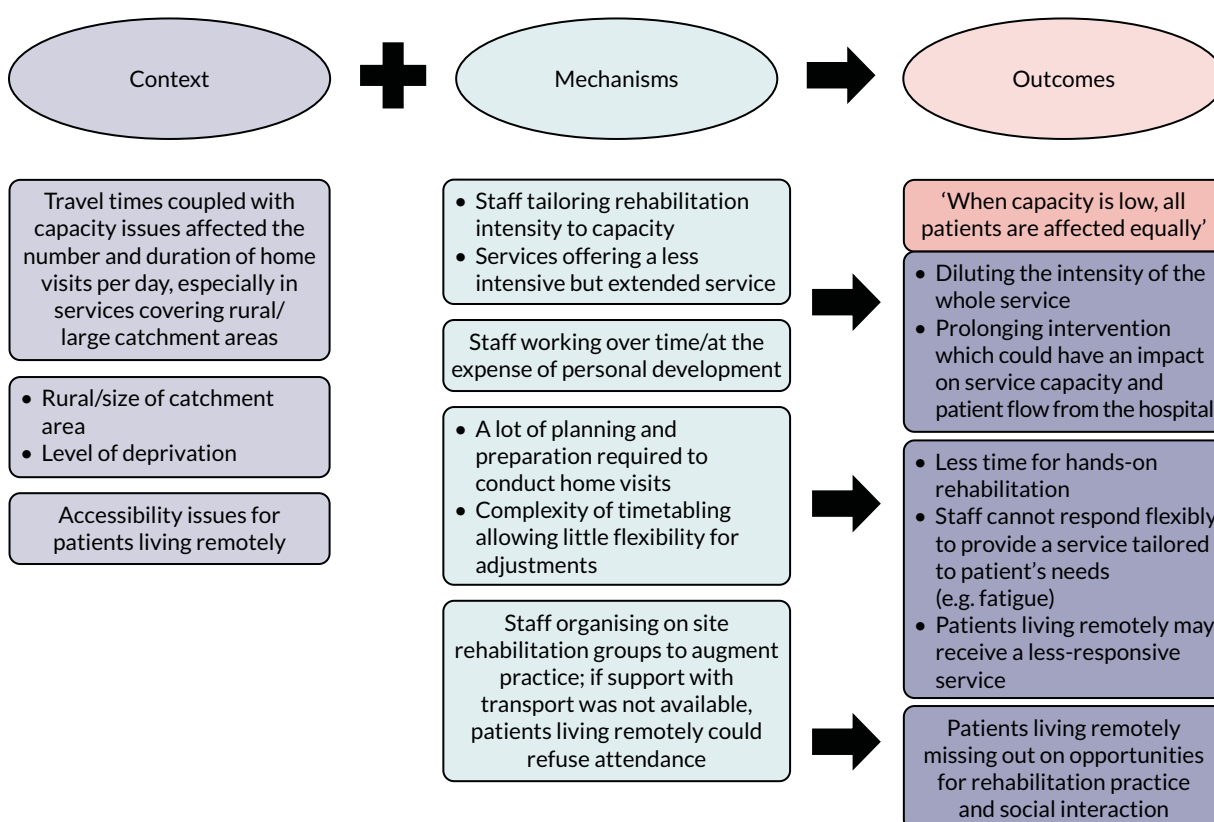 Context
Mechanisms
Outcomes
Travel times coupled with
capacity issues affected the
number and duration of home
visits per day, especially in
services covering rural/
large catchment areas
• Rural/size of catchment
area
• Level of deprivation
Accessibility issues for
patients living remotely
• Staff tailoring rehabilitation
intensity to capacity
• Services offering a less
intensive but extended service
Staff working over time/at the
expense of personal development
• A lot of planning and
preparation required to
conduct home visits
• Complexity of timetabling
allowing little flexibility for
adjustments
Staff organising on site
rehabilitation groups to augment
practice; if support with
transport was not available,
patients living remotely could
refuse attendance
‘When capacity is low, all
patients are affected equally’
• Diluting the intensity of the
whole service
• Prolonging intervention
which could have an impact
on service capacity and
patient flow from the hospital
• Less time for hands-on
rehabilitation
• Staff cannot respond flexibly
to provide a service tailored
to patient’s needs
(e.g. fatigue)
• Patients living remotely may
receive a less-responsive
service
Patients living remotely
missing out on opportunities
for rehabilitation practice
and social interaction